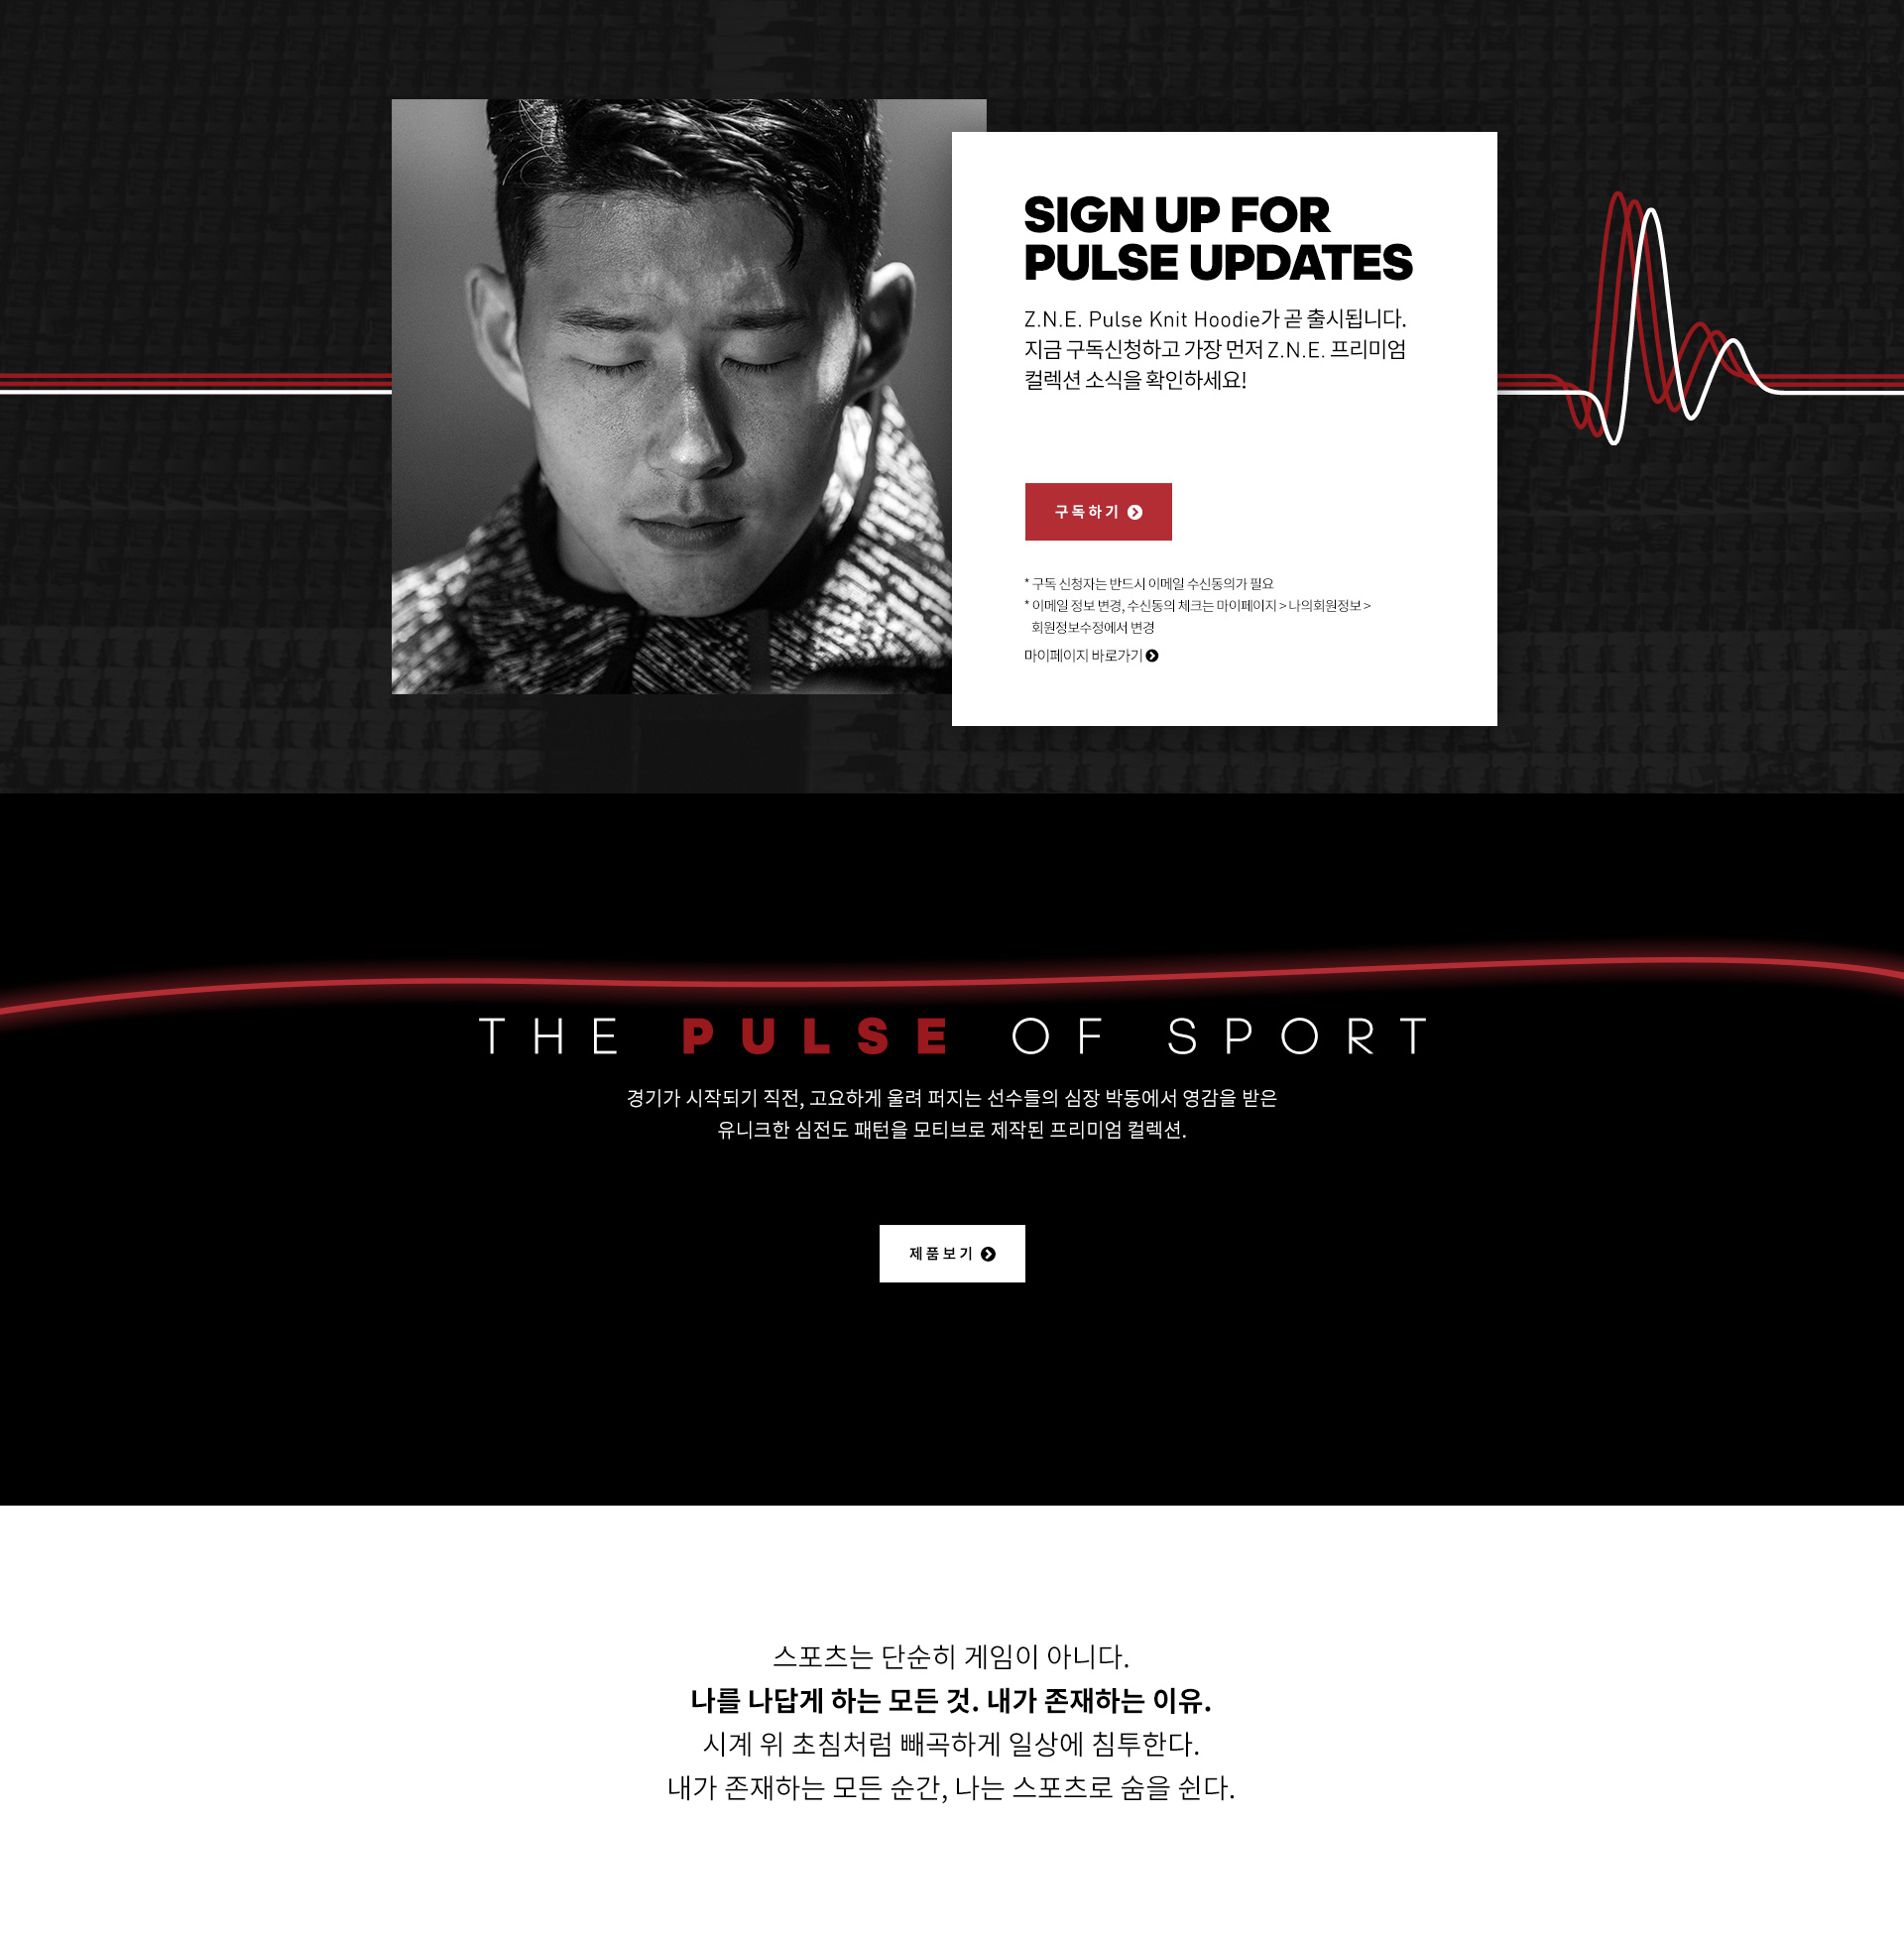 SIGN UP FOR
PULSE UPDATES
Z.N.E. Pulse Knit Hoodie가 곧 출시됩니다.
지금 구독신청하고 가장 먼저 Z.N.E. 프리미엄
컬렉션 소식을 확인하세요!
구독하기
* 구독 신청자는 반드시 이메일 수신동의가 필요
* 이메일 정보 변경, 수신동의 체크는 마이페이지 > 나의회원정보 >
회원정보수정에서 변경
마이페이지 바로가기
THE PULSE OF SPORT
경기가 시작되기 직전, 고요하게 울려 퍼지는 선수들의 심장 박동에서 영감을 받은
유니크한 심전도 패턴을 모티브로 제작된 프리미엄 컬렉션.
제품보기
스포츠는 단순히 게임이 아니다.
나를 나답게 하는 모든 것. 내가 존재하는 이유.
시계 위 초침처럼 빼곡하게 일상에 침투한다.
내가 존재하는 모든 순간, 나는 스포츠로 숨을 쉰다.